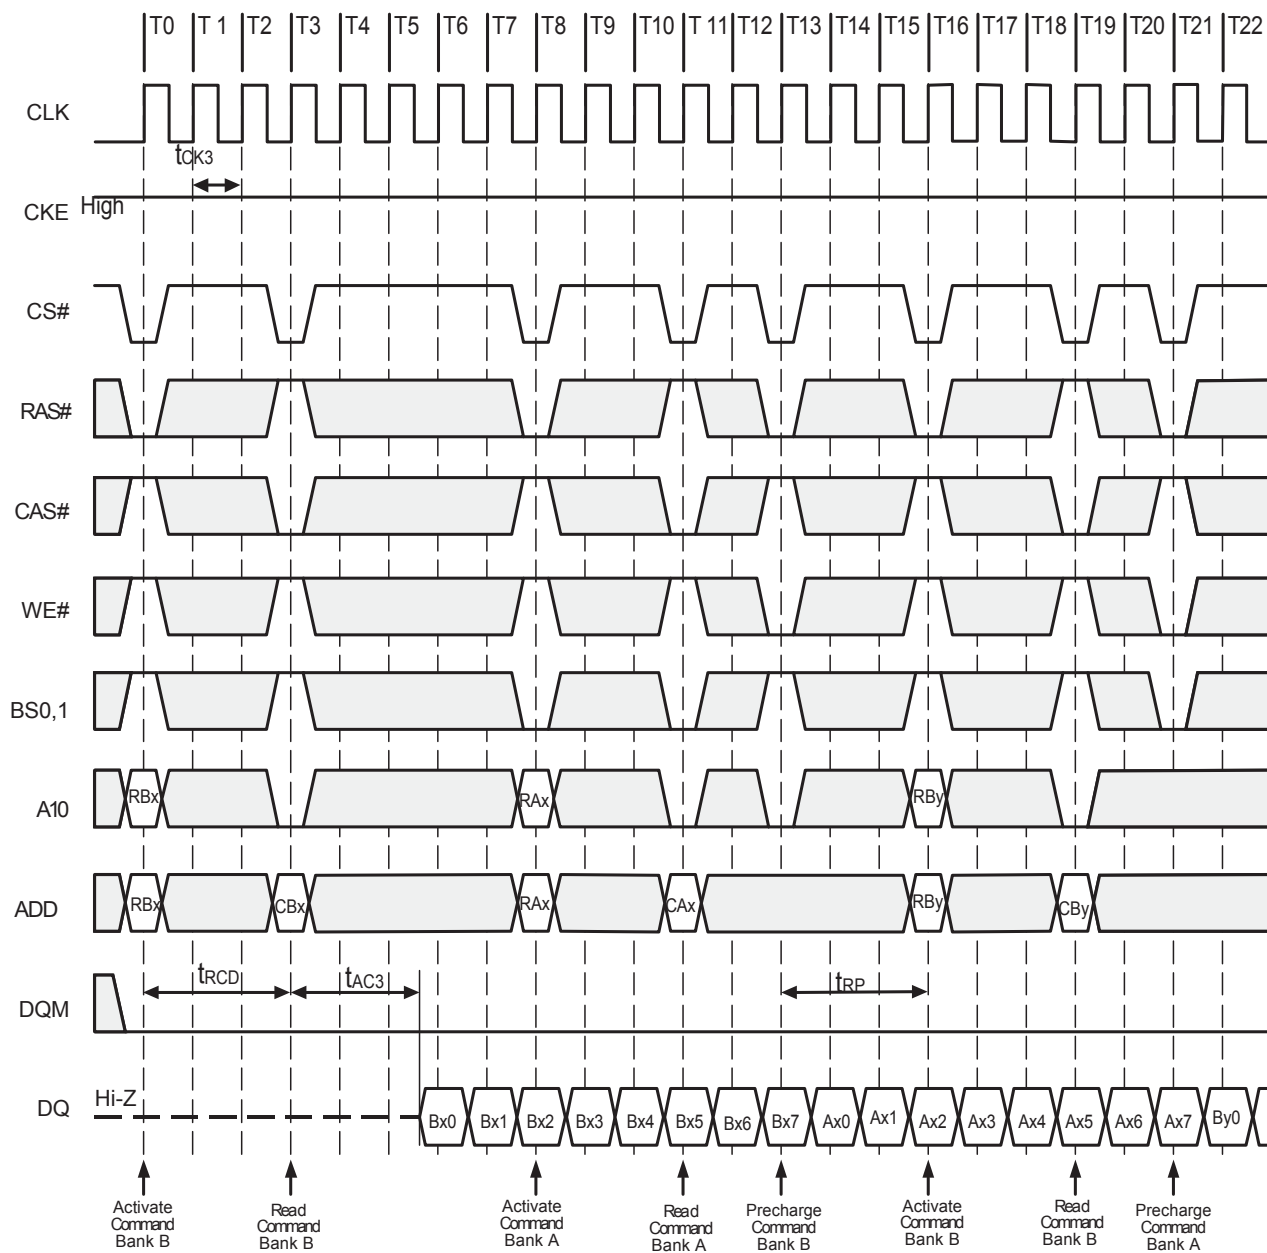 T0 T 1 T2 T3 T4 T5 T6 T7 T8 T9 T10 T 11 T12 T13 T14 T15 T16 T17 T18 T19 T20 T21 T22
CLK
tCK3
CKE High
CS#
RAS#
CAS#
WE#
BS0,1
A10 RBx RAx RBy
ADD RBx CBx RAx CAx RBy CBy
tRCD tAC3 tRP
DQM
Hi-Z
DQ Bx0 Bx1 Bx2 Bx3 Bx4 Bx5 Bx6 Bx7 Ax0 Ax1 Ax2 Ax3 Ax4 Ax5 Ax6 Ax7 By0
Activate
Command
Bank B
Read
Command
Bank B
Activate
Command
Bank A
Read
Command
Bank A
Precharge
Command
Bank B
Activate
Command
Bank B
Read
Command
Bank B
Precharge
Command
Bank A